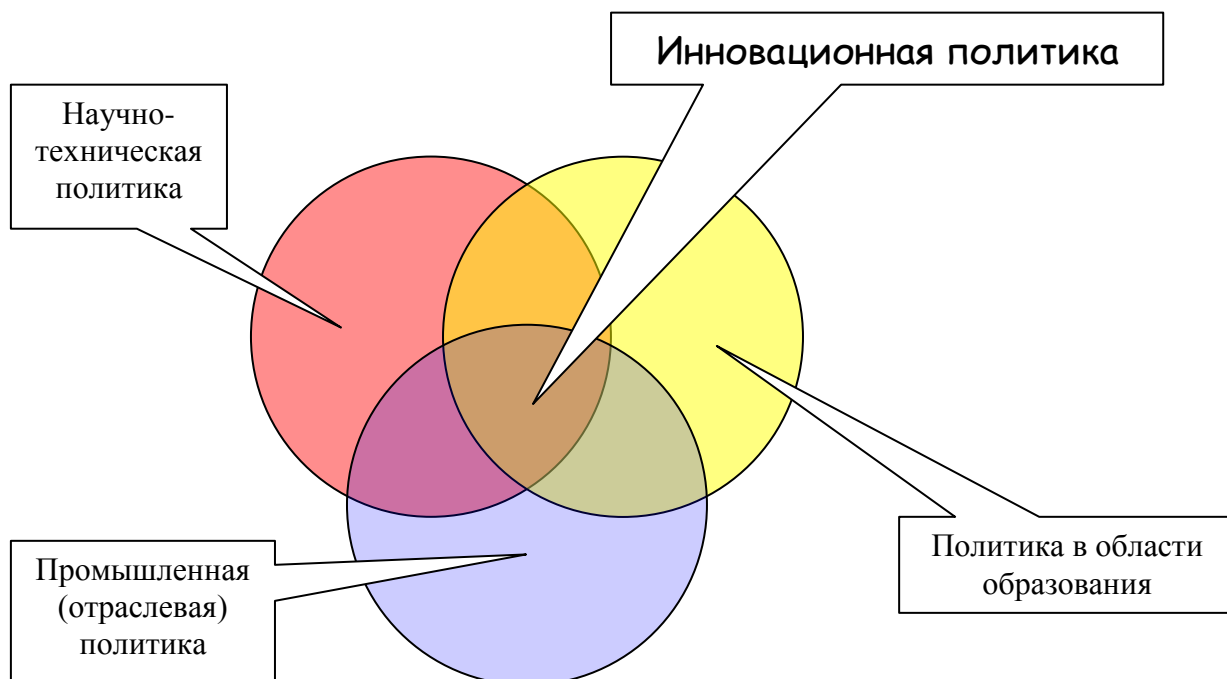 Инновационная политика
Научно-
техническая
политика
Политика в области
образования
Промышленная
(отраслевая)
политика